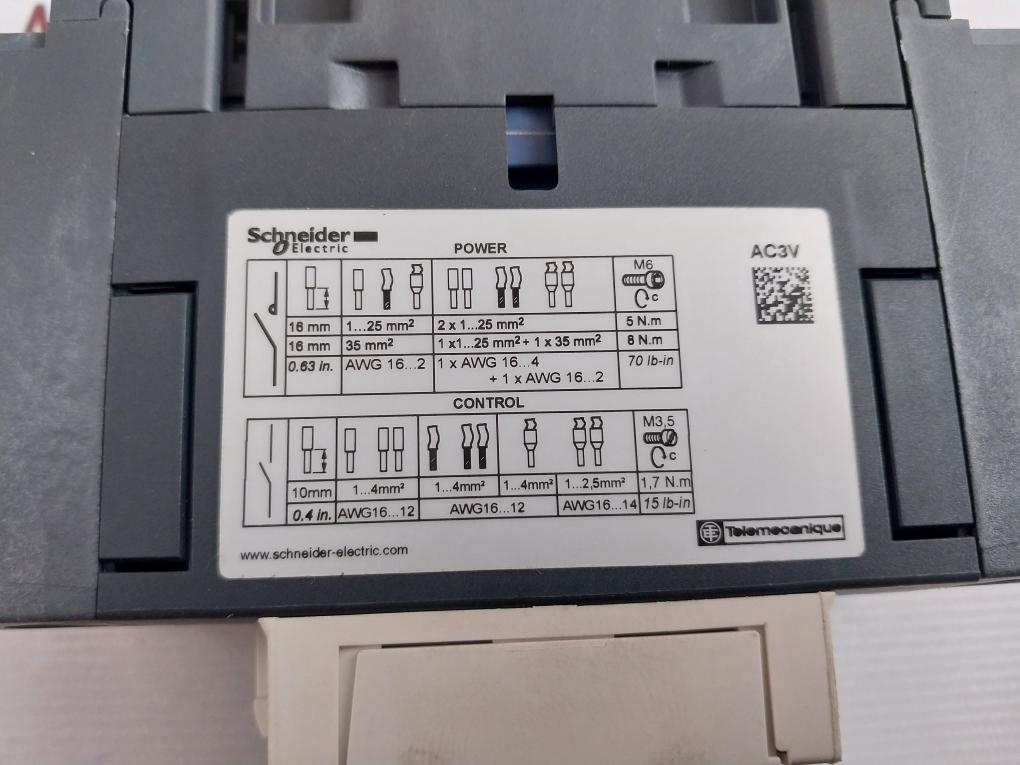 Schneider
Electric
POWER
AC3V
M6
C
16 mm 1...25 mm² 2 x 1...25 mm² 5 N.m
16 mm 35 mm² 1 x1...25 mm² + 1 x 35 mm² 8 N.m
0.63 in. AWG 16...2 1 x AWG 16...4 70 lb-in
+ 1 x AWG 16...2
CONTROL
M3,5
C
10mm 1...4mm² 1...4mm² 1...4mm² 1...2,5mm² 1,7 N.m
0.4 in. AWG16...12 AWG16...12 AWG16...14 15 lb-in
Telemecanique
www.schneider-electric.com